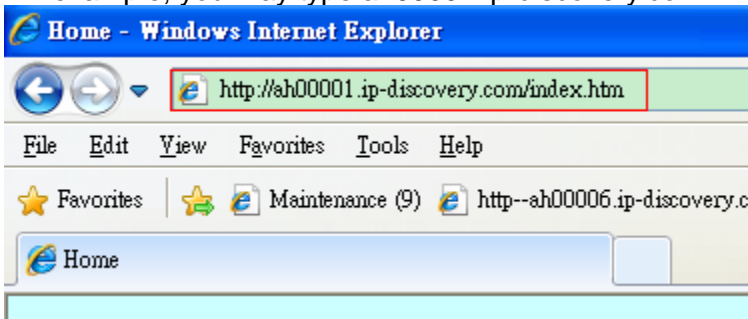 Home - Windows Internet Explorer
http://ah00001.ip-discovery.com/index.htm
File Edit View Favorites Tools Help
Favorites Maintenance (9) http--ah00006.ip-discovery.c
Home